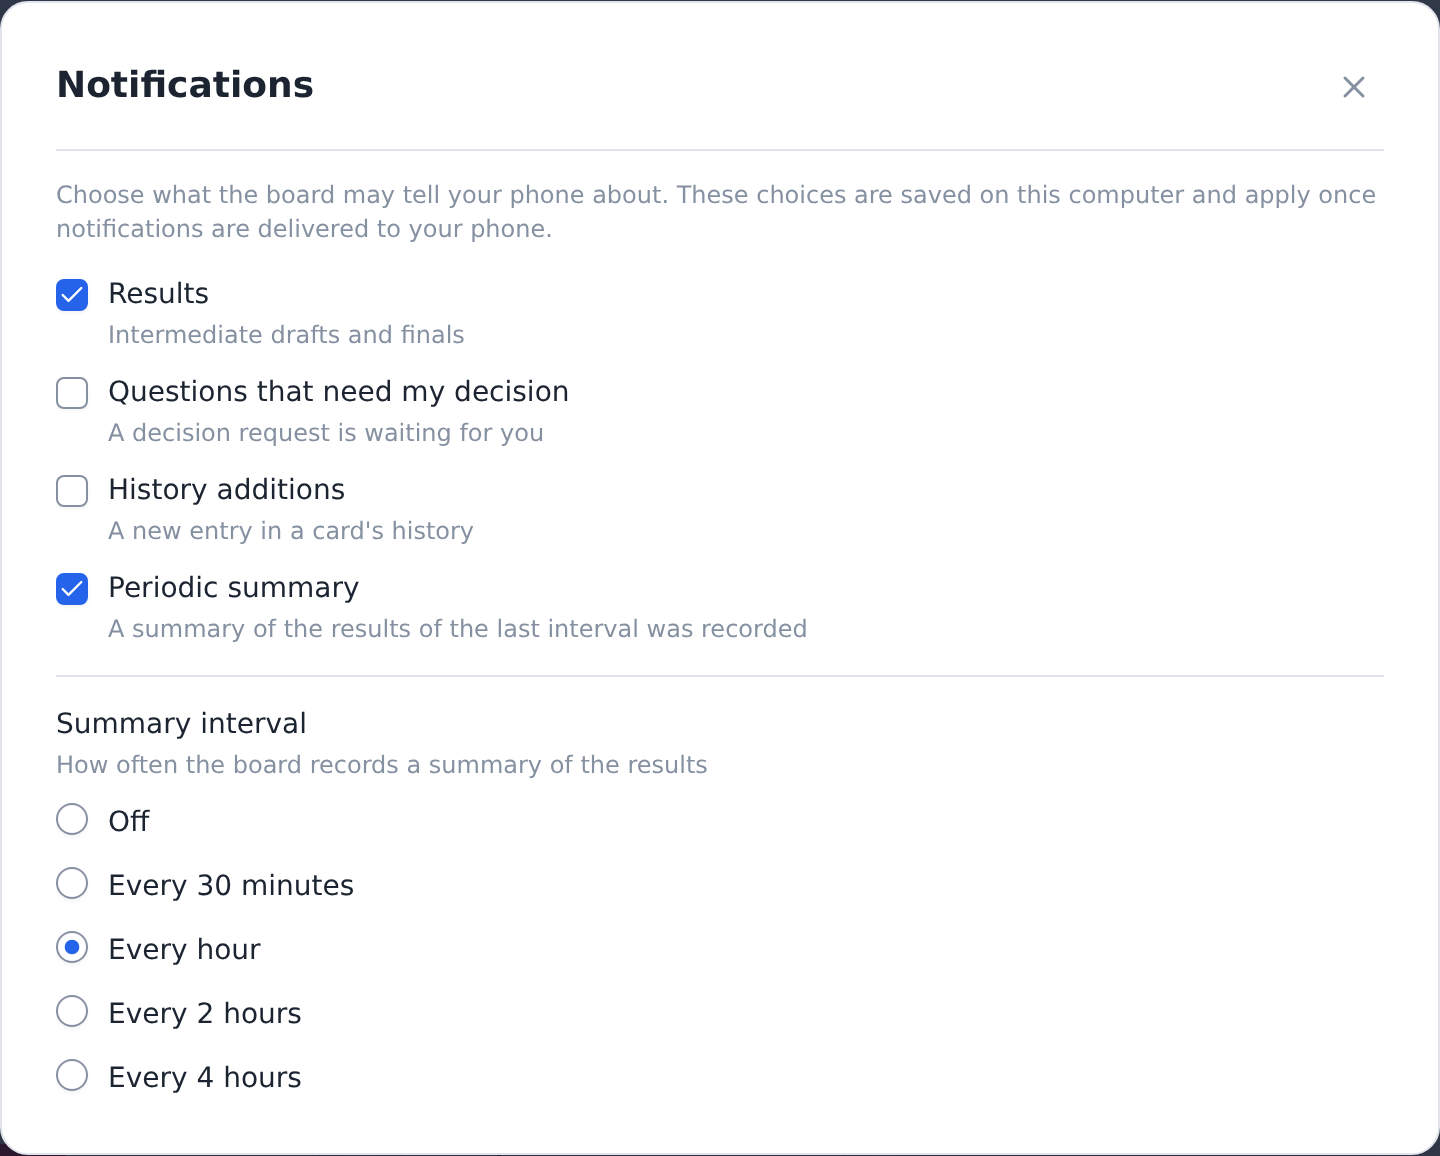 Notifications
Choose what the board may tell your phone about. These choices are saved on this computer and apply once
notifications are delivered to your phone.
Results
Intermediate drafts and finals
Questions that need my decision
A decision request is waiting for you
History additions
A new entry in a card's history
Periodic summary
A summary of the results of the last interval was recorded
Summary interval
How often the board records a summary of the results
Off
Every 30 minutes
Every hour
Every 2 hours
Every 4 hours